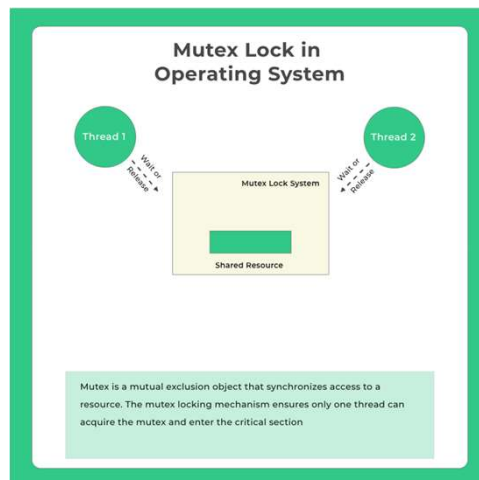 Mutex Lock in
Operating System
Thread 1
Thread 2
Wait or
Release
Wait or
Release
Mutex Lock System
Shared Resource
Mutex is a mutual exclusion object that synchronizes access to a
resource. The mutex locking mechanism ensures only one thread can
acquire the mutex and enter the critical section